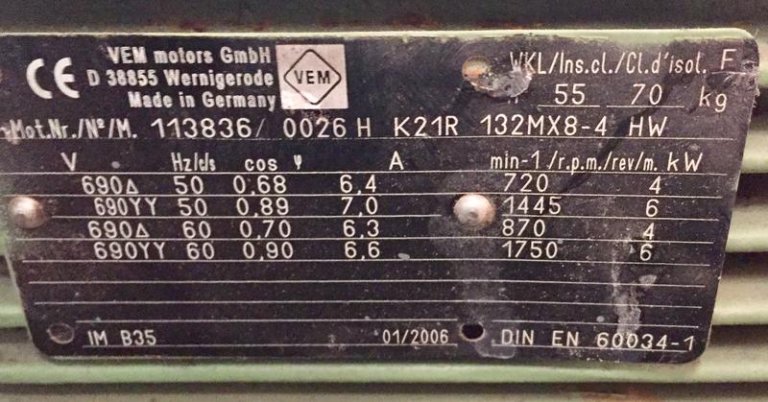 CE VEM motors GmbH
D 38855 Wernigerode
Made in Germany
VEM
WKL/Ins.cl./Cl.d'isol. F
55 70 kg
Mot.Nr./Nº/M. 113836/ 0026 H K21R 132MX8-4 HW
V Hz/c/s cos φ A min-1/r.p.m./rev/m. kW
690Δ 50 0,68 6,4 720 4
690YY 50 0,89 7,0 1445 6
690Δ 60 0,70 6,3 870 4
690YY 60 0,90 6,6 1750 6
IM B35 01/2006 DIN EN 60034-1